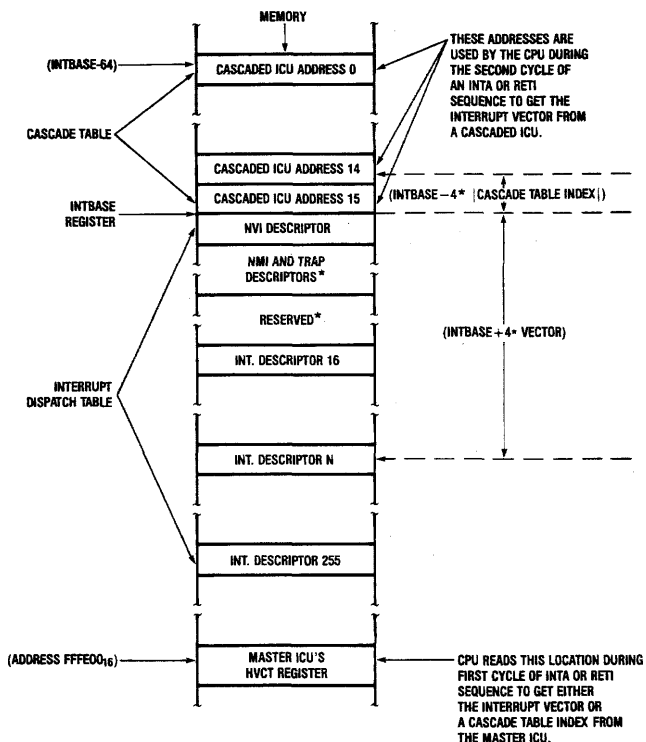 MEMORY
(INTBASE-64)
CASCADED ICU ADDRESS 0
THESE ADDRESSES ARE
USED BY THE CPU DURING
THE SECOND CYCLE OF
AN INTA OR RETI
SEQUENCE TO GET THE
INTERRUPT VECTOR FROM
A CASCADED ICU.
CASCADE TABLE
CASCADED ICU ADDRESS 14
CASCADED ICU ADDRESS 15
(INTBASE-4* |CASCADE TABLE INDEX|)
INTBASE
REGISTER
NVI DESCRIPTOR
NMI AND TRAP
DESCRIPTORS*
RESERVED*
(INTBASE+4* VECTOR)
INT. DESCRIPTOR 16
INTERRUPT
DISPATCH TABLE
INT. DESCRIPTOR N
INT. DESCRIPTOR 255
(ADDRESS FFFE00₁₆)
MASTER ICU'S
HVCT REGISTER
CPU READS THIS LOCATION DURING
FIRST CYCLE OF INTA OR RETI
SEQUENCE TO GET EITHER
THE INTERRUPT VECTOR OR
A CASCADE TABLE INDEX FROM
THE MASTER ICU.